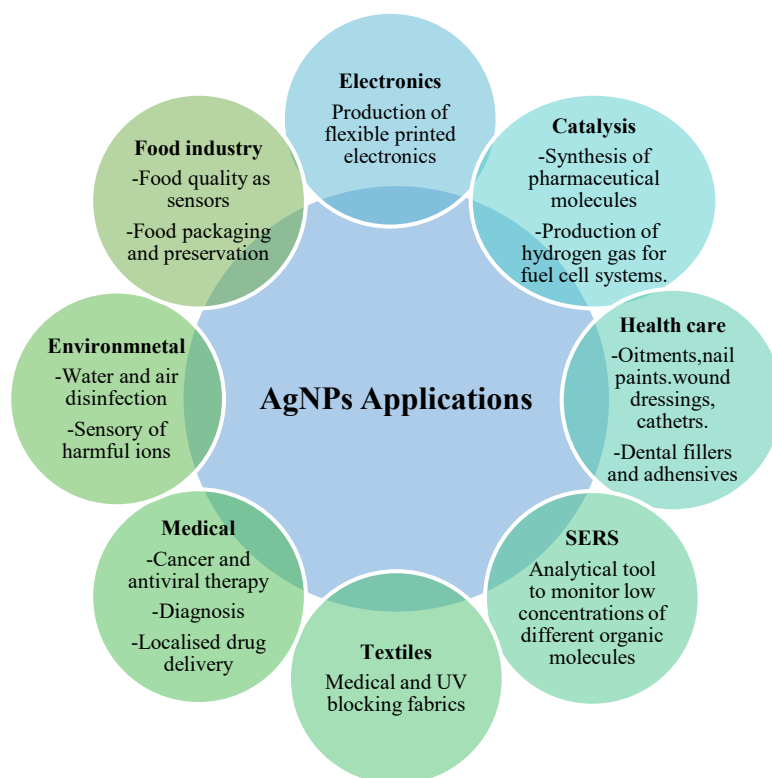 Electronics
Production of
flexible printed
electronics
Catalysis
-Synthesis of
pharmaceutical
molecules
-Production of
hydrogen gas for
fuel cell systems.
Health care
-Oitments,nail
paints.wound
dressings,
cathetrs.
-Dental fillers
and adhensives
SERS
Analytical tool
to monitor low
concentrations of
different organic
molecules
Textiles
Medical and UV
blocking fabrics
Medical
-Cancer and
antiviral therapy
-Diagnosis
-Localised drug
delivery
Environmnetal
-Water and air
disinfection
-Sensory of
harmful ions
Food industry
-Food quality as
sensors
-Food packaging
and preservation
AgNPs Applications